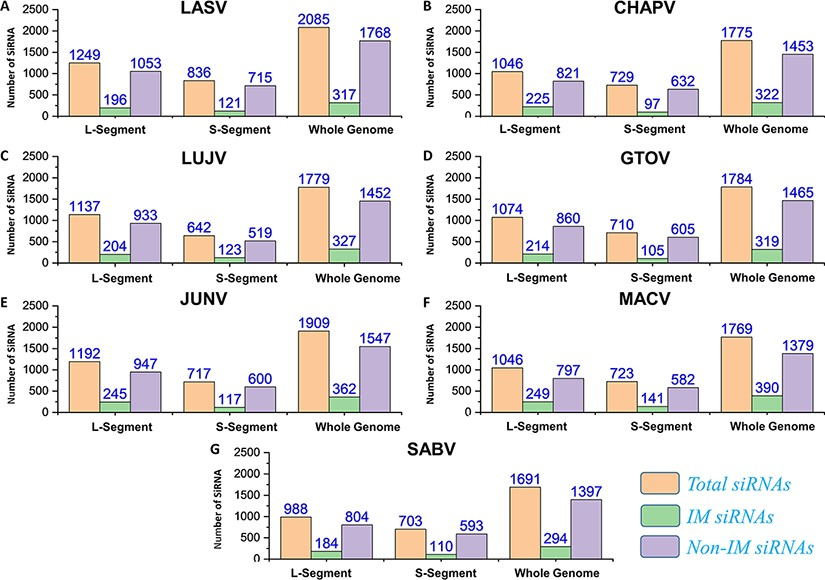 A LASV
Number of SiRNA
2500
2000
1500
1000
500
0
1249 196 1053
836 121 715
2085 317 1768
L-Segment S-Segment Whole Genome
B CHAPV
Number of SiRNA
2500
2000
1500
1000
500
0
1046 225 821
729 97 632
1775 322 1453
L-Segment S-Segment Whole Genome
C LUJV
Number of SiRNA
2500
2000
1500
1000
500
0
1137 204 933
642 123 519
1779 327 1452
L-Segment S-Segment Whole Genome
D GTOV
Number of SiRNA
2500
2000
1500
1000
500
0
1074 214 860
710 105 605
1784 319 1465
L-Segment S-Segment Whole Genome
E JUNV
Number of SiRNA
2500
2000
1500
1000
500
0
1192 245 947
717 117 600
1909 362 1547
L-Segment S-Segment Whole Genome
F MACV
Number of SiRNA
2500
2000
1500
1000
500
0
1046 249 797
723 141 582
1769 390 1379
L-Segment S-Segment Whole Genome
G SABV
Number of SiRNA
2500
2000
1500
1000
500
0
988 184 804
703 110 593
1691 294 1397
L-Segment S-Segment Whole Genome
Total siRNAs
IM siRNAs
Non-IM siRNAs